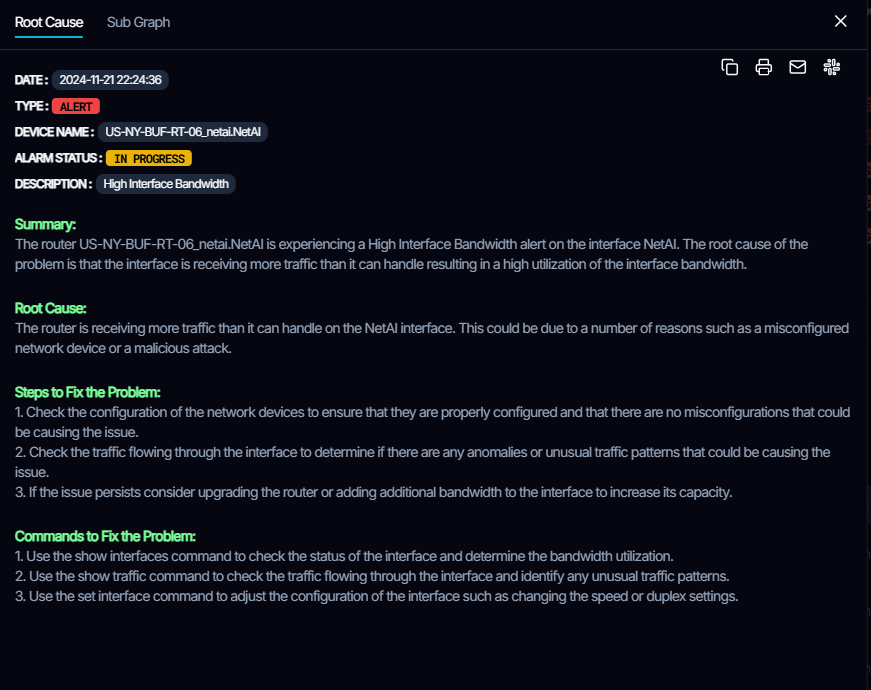 Root Cause Sub Graph
DATE : 2024-11-21 22:24:36
TYPE : ALERT
DEVICE NAME : US-NY-BUF-RT-06_netai.NetAI
ALARM STATUS : IN PROGRESS
DESCRIPTION : High Interface Bandwidth
Summary:
The router US-NY-BUF-RT-06_netai.NetAI is experiencing a High Interface Bandwidth alert on the interface NetAI. The root cause of the
problem is that the interface is receiving more traffic than it can handle resulting in a high utilization of the interface bandwidth.
Root Cause:
The router is receiving more traffic than it can handle on the NetAI interface. This could be due to a number of reasons such as a misconfigured
network device or a malicious attack.
Steps to Fix the Problem:
1. Check the configuration of the network devices to ensure that they are properly configured and that there are no misconfigurations that could
be causing the issue.
2. Check the traffic flowing through the interface to determine if there are any anomalies or unusual traffic patterns that could be causing the
issue.
3. If the issue persists consider upgrading the router or adding additional bandwidth to the interface to increase its capacity.
Commands to Fix the Problem:
1. Use the show interfaces command to check the status of the interface and determine the bandwidth utilization.
2. Use the show traffic command to check the traffic flowing through the interface and identify any unusual traffic patterns.
3. Use the set interface command to adjust the configuration of the interface such as changing the speed or duplex settings.